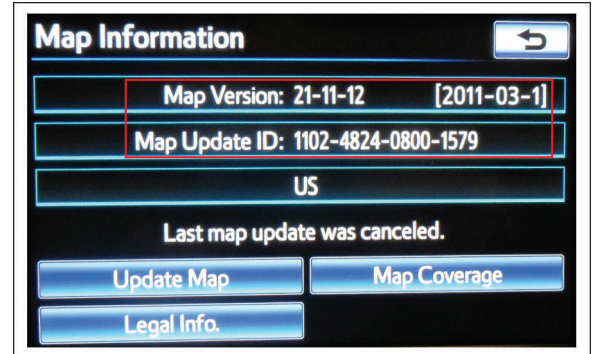 Map Information
Map Version: 21-11-12 [2011-03-1]
Map Update ID: 1102-4824-0800-1579
US
Last map update was canceled.
Update Map Map Coverage
Legal Info.